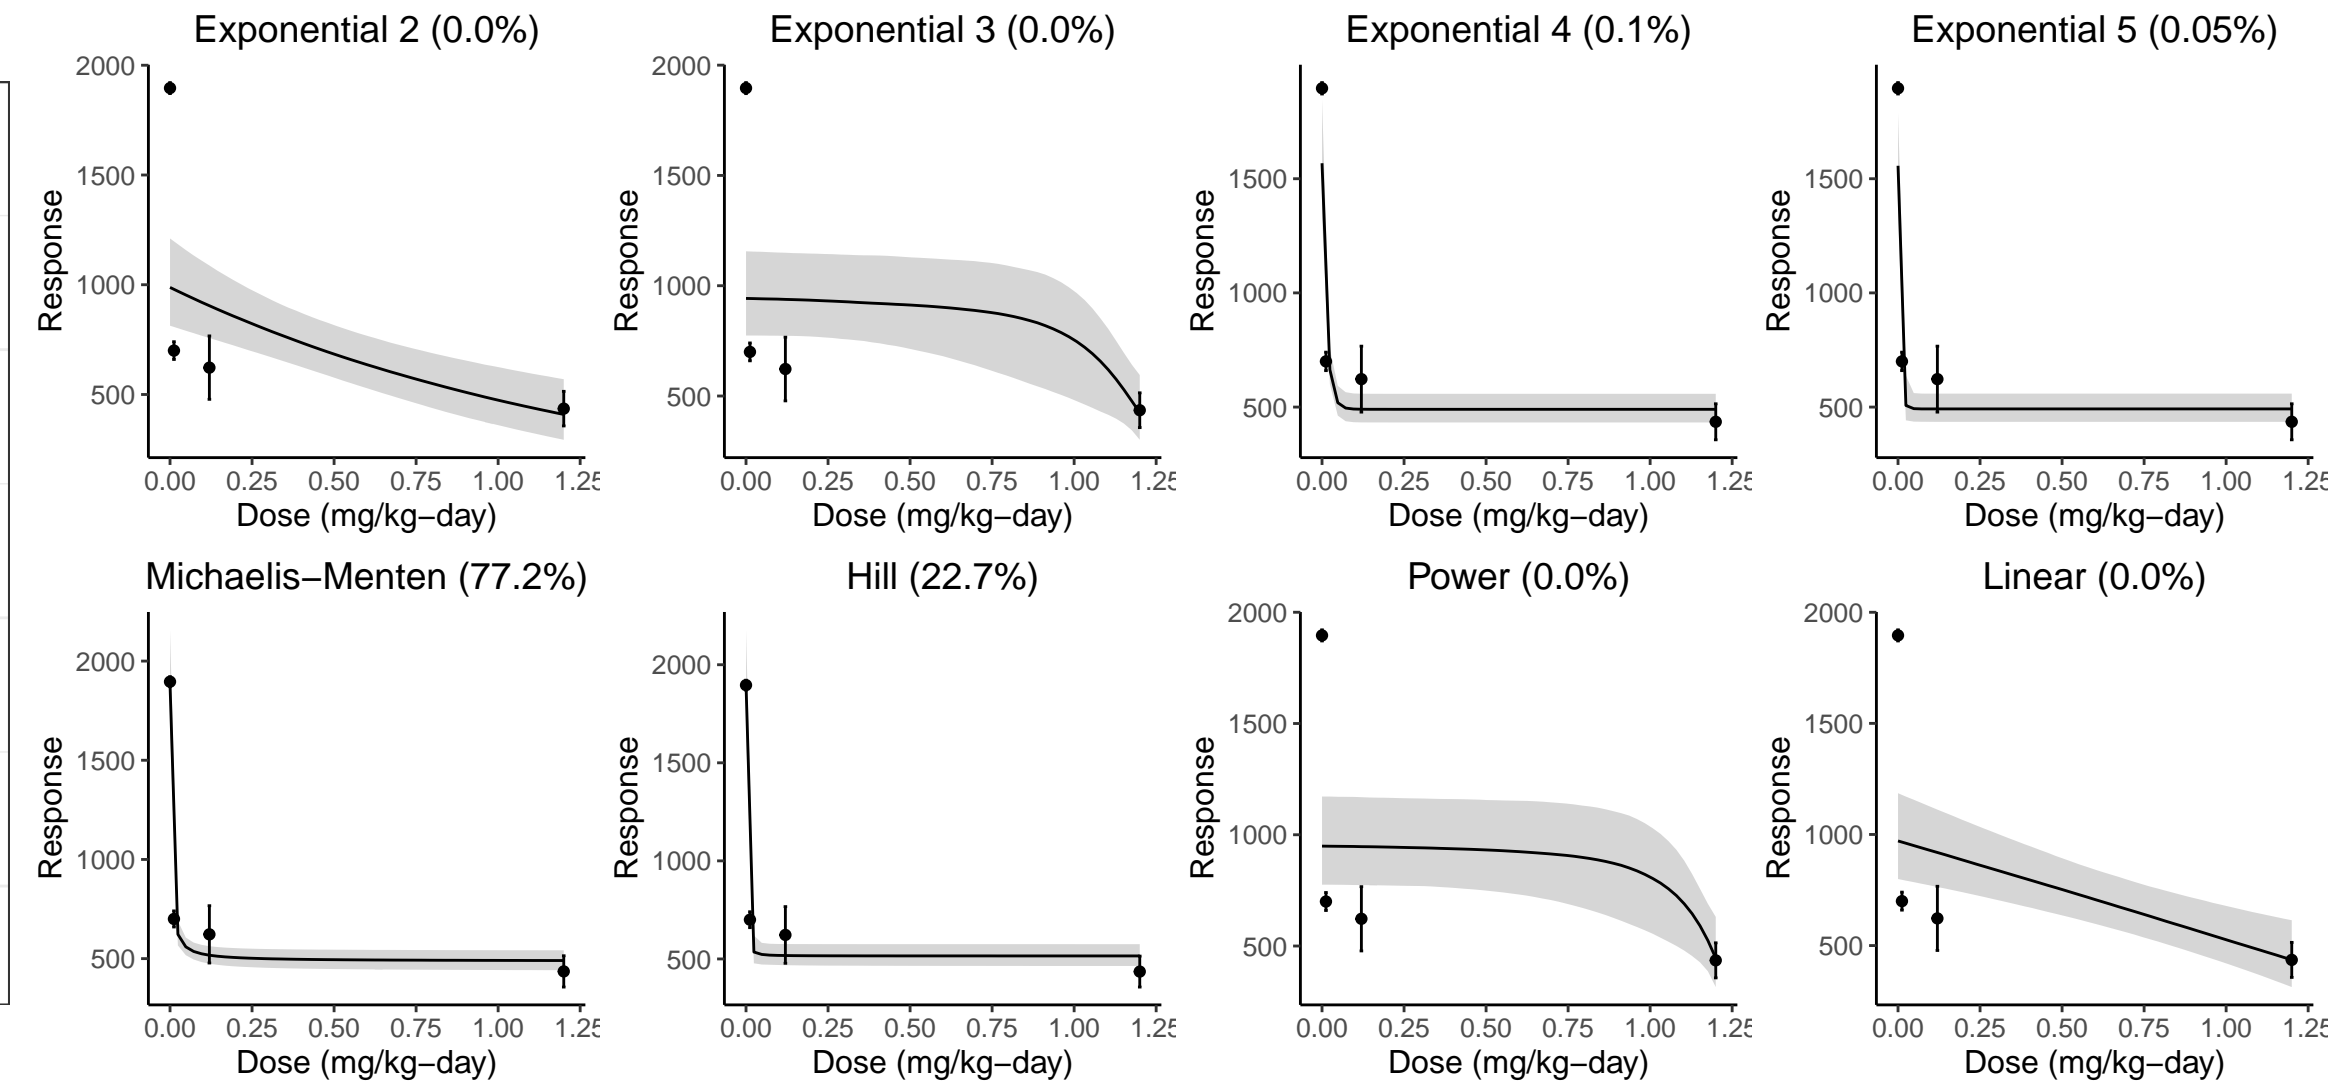 Exponential 2 (0.0%)
2000
1500
1000
500
Response
0.00 0.25 0.50 0.75 1.00 1.25
Dose (mg/kg−day)
Exponential 3 (0.0%)
2000
1500
1000
500
Response
0.00 0.25 0.50 0.75 1.00 1.25
Dose (mg/kg−day)
Exponential 4 (0.1%)
1500
1000
500
Response
0.00 0.25 0.50 0.75 1.00 1.25
Dose (mg/kg−day)
Exponential 5 (0.05%)
1500
1000
500
Response
0.00 0.25 0.50 0.75 1.00 1.25
Dose (mg/kg−day)
Michaelis−Menten (77.2%)
2000
1500
1000
500
Response
0.00 0.25 0.50 0.75 1.00 1.25
Dose (mg/kg−day)
Hill (22.7%)
2000
1500
1000
500
Response
0.00 0.25 0.50 0.75 1.00 1.25
Dose (mg/kg−day)
Power (0.0%)
2000
1500
1000
500
Response
0.00 0.25 0.50 0.75 1.00 1.25
Dose (mg/kg−day)
Linear (0.0%)
2000
1500
1000
500
Response
0.00 0.25 0.50 0.75 1.00 1.25
Dose (mg/kg−day)